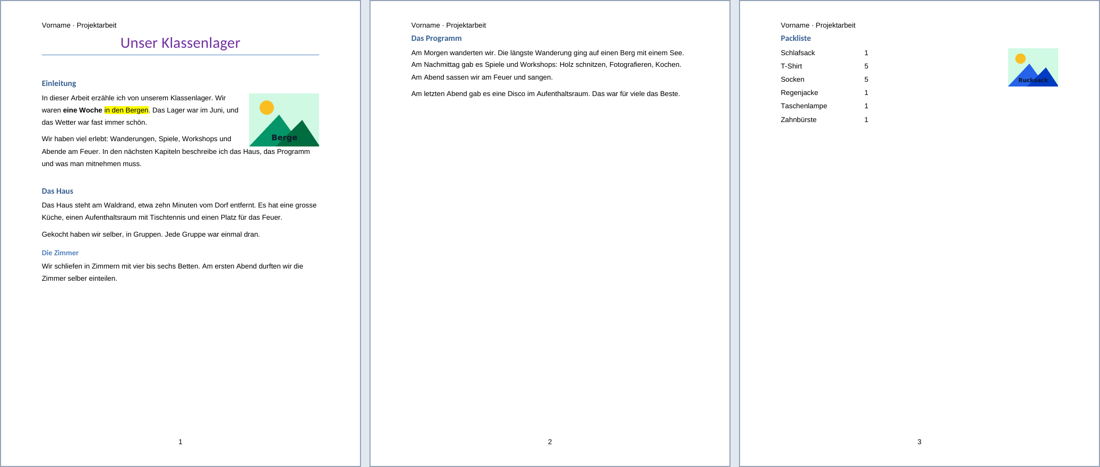 Vorname · Projektarbeit
Unser Klassenlager
Einleitung
In dieser Arbeit erzähle ich von unserem Klassenlager. Wir
waren eine Woche in den Bergen. Das Lager war im Juni, und
das Wetter war fast immer schön.
Berge
Wir haben viel erlebt: Wanderungen, Spiele, Workshops und
Abende am Feuer. In den nächsten Kapiteln beschreibe ich das Haus, das Programm
und was man mitnehmen muss.
Das Haus
Das Haus steht am Waldrand, etwa zehn Minuten vom Dorf entfernt. Es hat eine grosse
Küche, einen Aufenthaltsraum mit Tischtennis und einen Platz für das Feuer.
Gekocht haben wir selber, in Gruppen. Jede Gruppe war einmal dran.
Die Zimmer
Wir schliefen in Zimmern mit vier bis sechs Betten. Am ersten Abend durften wir die
Zimmer selber einteilen.
1
Vorname · Projektarbeit
Das Programm
Am Morgen wanderten wir. Die längste Wanderung ging auf einen Berg mit einem See.
Am Nachmittag gab es Spiele und Workshops: Holz schnitzen, Fotografieren, Kochen.
Am Abend sassen wir am Feuer und sangen.
Am letzten Abend gab es eine Disco im Aufenthaltsraum. Das war für viele das Beste.
2
Vorname · Projektarbeit
Packliste
Schlafsack 1
T-Shirt 5
Socken 5
Regenjacke 1
Taschenlampe 1
Zahnbürste 1
Rucksack
3